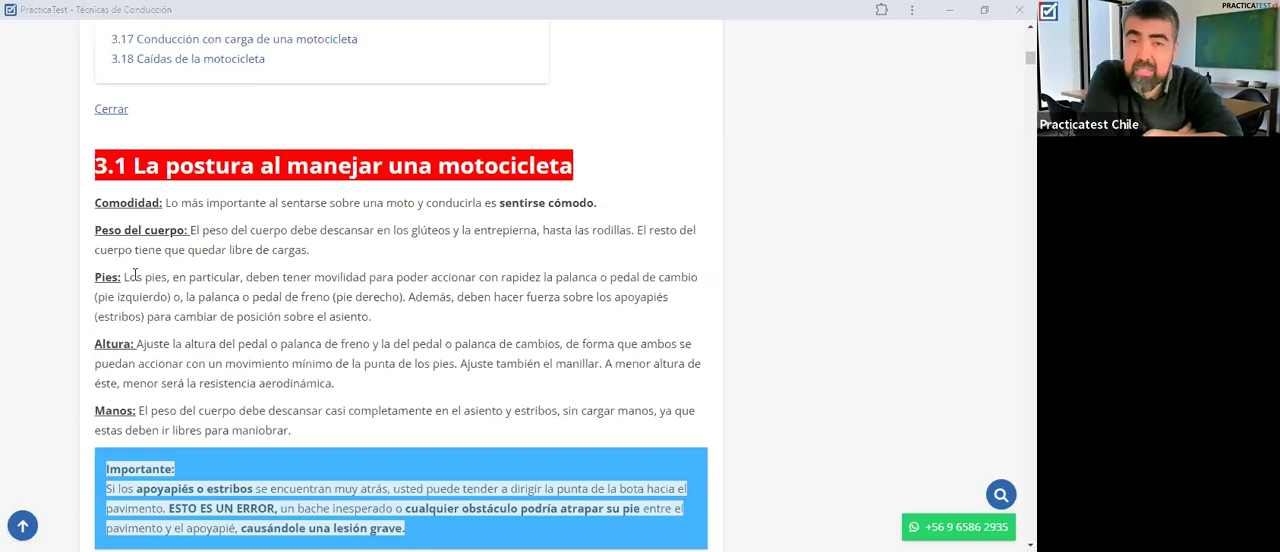 PracticaTest - Técnicas de Conducción
PRACTICATEST
3.17 Conducción con carga de una motocicleta
3.18 Caídas de la motocicleta
Cerrar
Practicatest Chile
3.1 La postura al manejar una motocicleta
Comodidad: Lo más importante al sentarse sobre una moto y conducirla es sentirse cómodo.
Peso del cuerpo: El peso del cuerpo debe descansar en los glúteos y la entrepierna, hasta las rodillas. El resto del
cuerpo tiene que quedar libre de cargas.
Pies: Los pies, en particular, deben tener movilidad para poder accionar con rapidez la palanca o pedal de cambio
(pie izquierdo) o, la palanca o pedal de freno (pie derecho). Además, deben hacer fuerza sobre los apoyapiés
(estribos) para cambiar de posición sobre el asiento.
Altura: Ajuste la altura del pedal o palanca de freno y la del pedal o palanca de cambios, de forma que ambos se
puedan accionar con un movimiento mínimo de la punta de los pies. Ajuste también el manillar. A menor altura de
éste, menor será la resistencia aerodinámica.
Manos: El peso del cuerpo debe descansar casi completamente en el asiento y estribos, sin cargar manos, ya que
estas deben ir libres para maniobrar.
Importante:
Si los apoyapiés o estribos se encuentran muy atrás, usted puede tender a dirigir la punta de la bota hacia el
pavimento. ESTO ES UN ERROR, un bache inesperado o cualquier obstáculo podría atrapar su pie entre el
pavimento y el apoyapié, causándole una lesión grave.
+56 9 6586 2935